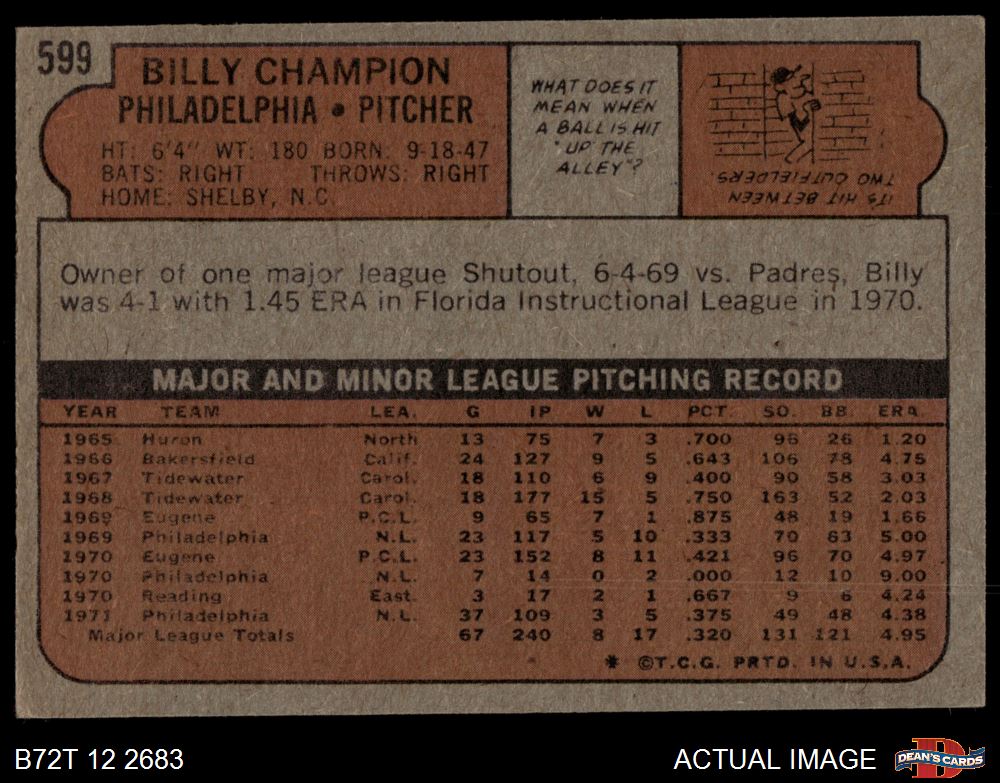 599
BILLY CHAMPION
PHILADELPHIA • PITCHER
HT: 6'4" WT: 180 BORN: 9-18-47
BATS: RIGHT THROWS: RIGHT
HOME: SHELBY, N.C.
WHAT DOES IT
MEAN WHEN
A BALL IS HIT
"UP THE
ALLEY"?
IT'S HIT BETWEEN
TWO OUTFIELDERS.
Owner of one major league Shutout, 6-4-69 vs. Padres, Billy
was 4-1 with 1.45 ERA in Florida Instructional League in 1970.
MAJOR AND MINOR LEAGUE PITCHING RECORD
YEAR TEAM LEA. G IP W L PCT. SO. BB. ERA.
1965 Huron North 13 75 7 3 .700 96 26 1.20
1966 Bakersfield Calif. 24 127 9 5 .643 106 78 4.75
1967 Tidewater Carol. 18 110 6 9 .400 90 58 3.03
1968 Tidewater Carol. 18 177 15 5 .750 163 52 2.03
1969 Eugene P.C.L. 9 65 7 1 .875 48 19 1.66
1969 Philadelphia N.L. 23 117 5 10 .333 70 63 5.00
1970 Eugene P.C.L. 23 152 8 11 .421 96 70 4.97
1970 Philadelphia N.L. 7 14 0 2 .000 12 10 9.00
1970 Reading East. 3 17 2 1 .667 9 6 4.24
1971 Philadelphia N.L. 37 109 3 5 .375 49 48 4.38
Major League Totals 67 240 8 17 .320 131 121 4.95
* ©T.C.G. PRTD. IN U.S.A.
B72T 12 2683
ACTUAL IMAGE
D
DEAN'S CARDS